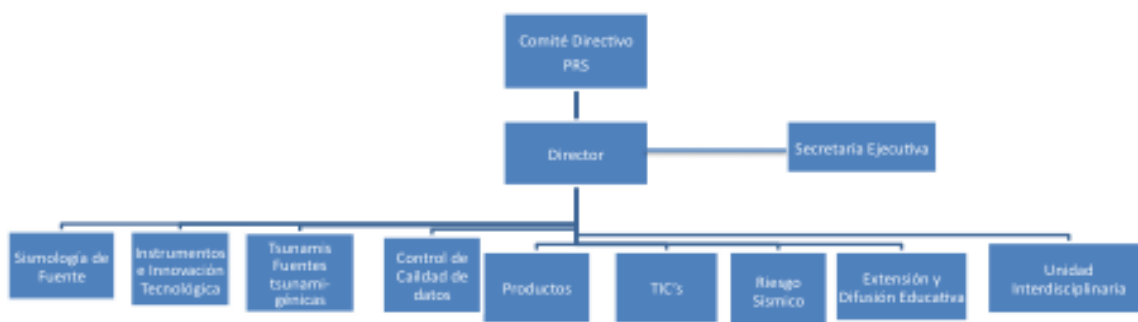 Comité Directivo
PRS
Director
Secretaria Ejecutiva
Sismología de
Fuente
Instrumentos
e Innovación
Tecnológica
Tsunamis
Fuentes
tsunami-
génicas
Control de
Caildad de
datos
Productos
TIC's
Riesgo
Sísmico
Extensión y
Difusión Educativa
Unidad
Interdisciplinaria